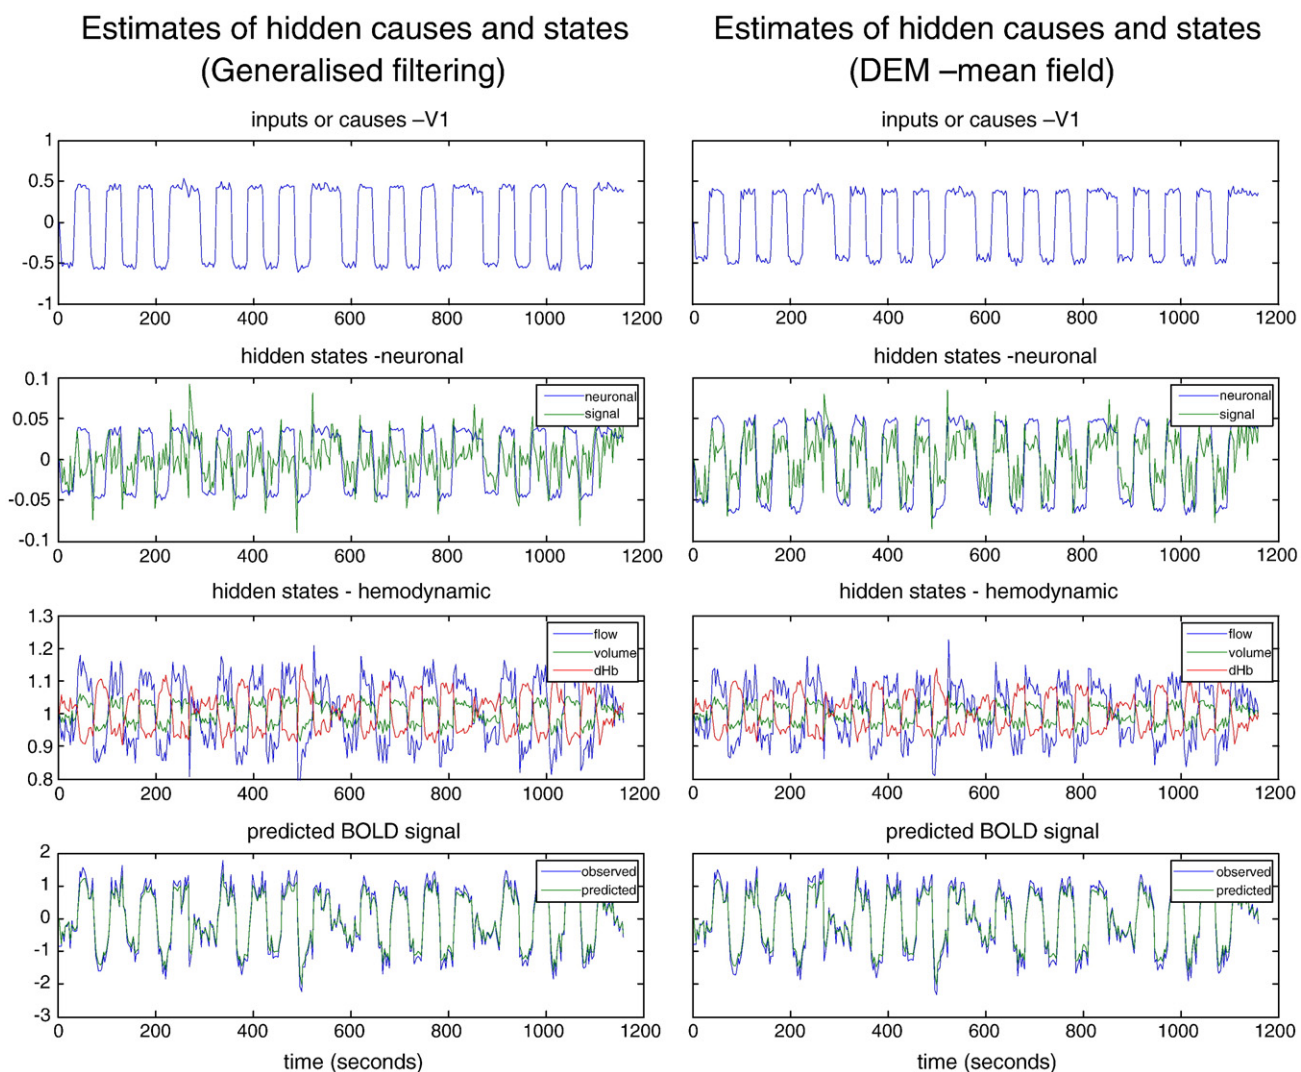 Estimates of hidden causes and states
(Generalised filtering)
inputs or causes –V1
1
0.5
0
-0.5
-1
0 200 400 600 800 1000 1200
hidden states -neuronal
0.1
0.05
0
-0.05
-0.1
neuronal
signal
0 200 400 600 800 1000 1200
hidden states - hemodynamic
1.3
1.2
1.1
1
0.9
0.8
flow
volume
dHb
0 200 400 600 800 1000 1200
predicted BOLD signal
2
1
0
-1
-2
-3
observed
predicted
0 200 400 600 800 1000 1200
time (seconds)
Estimates of hidden causes and states
(DEM –mean field)
inputs or causes –V1
0 200 400 600 800 1000 1200
hidden states -neuronal
neuronal
signal
0 200 400 600 800 1000 1200
hidden states - hemodynamic
flow
volume
dHb
0 200 400 600 800 1000 1200
predicted BOLD signal
observed
predicted
0 200 400 600 800 1000 1200
time (seconds)